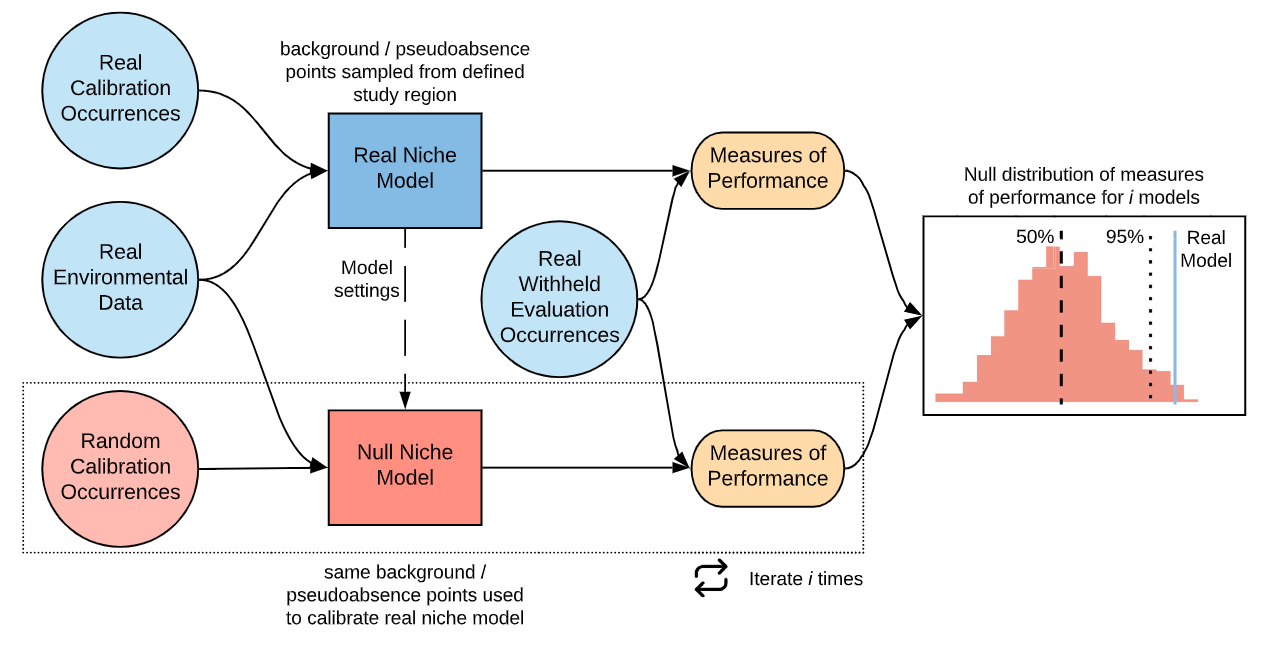 Real
Calibration
Occurrences
background / pseudoabsence
points sampled from defined
study region
Real Niche
Model
Measures of
Performance
Null distribution of measures
of performance for i models
50%
95%
Real
Model
Real
Environmental
Data
Model
settings
Real
Withheld
Evaluation
Occurrences
Random
Calibration
Occurrences
Null Niche
Model
Measures of
Performance
same background /
pseudoabsence points used
to calibrate real niche model
Iterate i times